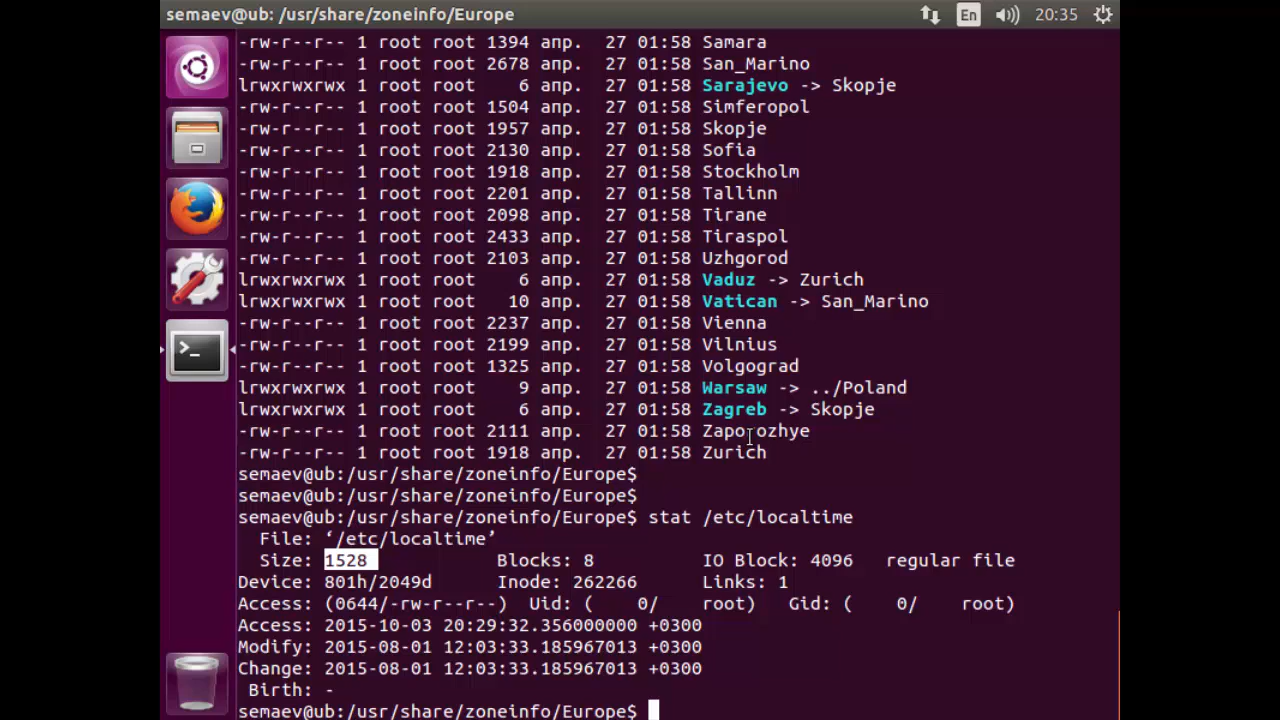 semaev@ub: /usr/share/zoneinfo/Europe En 20:35
-rw-r--r-- 1 root root 1394 апр. 27 01:58 Samara
-rw-r--r-- 1 root root 2678 апр. 27 01:58 San_Marino
lrwxrwxrwx 1 root root 6 апр. 27 01:58 Sarajevo -> Skopje
-rw-r--r-- 1 root root 1504 апр. 27 01:58 Simferopol
-rw-r--r-- 1 root root 1957 апр. 27 01:58 Skopje
-rw-r--r-- 1 root root 2130 апр. 27 01:58 Sofia
-rw-r--r-- 1 root root 1918 апр. 27 01:58 Stockholm
-rw-r--r-- 1 root root 2201 апр. 27 01:58 Tallinn
-rw-r--r-- 1 root root 2098 апр. 27 01:58 Tirane
-rw-r--r-- 1 root root 2433 апр. 27 01:58 Tiraspol
-rw-r--r-- 1 root root 2103 апр. 27 01:58 Uzhgorod
lrwxrwxrwx 1 root root 6 апр. 27 01:58 Vaduz -> Zurich
lrwxrwxrwx 1 root root 10 апр. 27 01:58 Vatican -> San_Marino
-rw-r--r-- 1 root root 2237 апр. 27 01:58 Vienna
-rw-r--r-- 1 root root 2199 апр. 27 01:58 Vilnius
-rw-r--r-- 1 root root 1325 апр. 27 01:58 Volgograd
lrwxrwxrwx 1 root root 9 апр. 27 01:58 Warsaw -> ../Poland
lrwxrwxrwx 1 root root 6 апр. 27 01:58 Zagreb -> Skopje
-rw-r--r-- 1 root root 2111 апр. 27 01:58 Zaporozhye
-rw-r--r-- 1 root root 1918 апр. 27 01:58 Zurich
semaev@ub:/usr/share/zoneinfo/Europe$
semaev@ub:/usr/share/zoneinfo/Europe$
semaev@ub:/usr/share/zoneinfo/Europe$ stat /etc/localtime
File: ‘/etc/localtime’
Size: 1528 Blocks: 8 IO Block: 4096 regular file
Device: 801h/2049d Inode: 262266 Links: 1
Access: (0644/-rw-r--r--) Uid: ( 0/ root) Gid: ( 0/ root)
Access: 2015-10-03 20:29:32.356000000 +0300
Modify: 2015-08-01 12:03:33.185967013 +0300
Change: 2015-08-01 12:03:33.185967013 +0300
Birth: -
semaev@ub:/usr/share/zoneinfo/Europe$